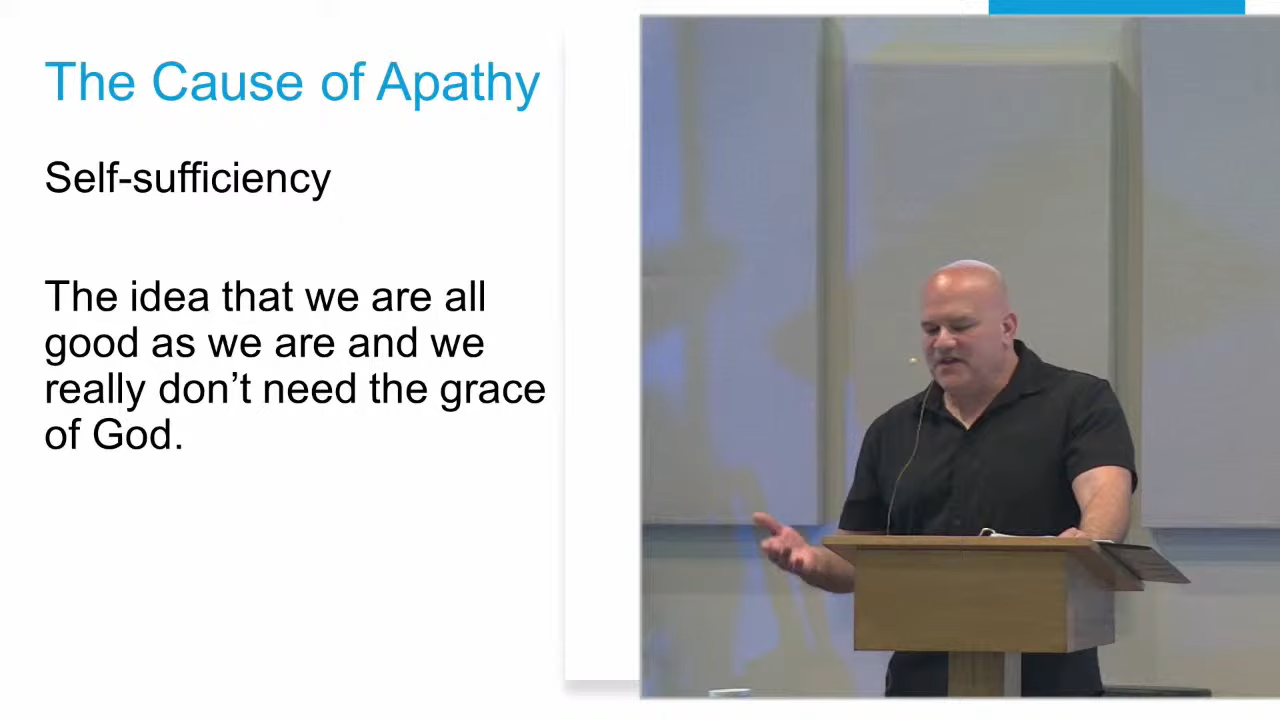 The Cause of Apathy
Self-sufficiency
The idea that we are all
good as we are and we
really don’t need the grace
of God.